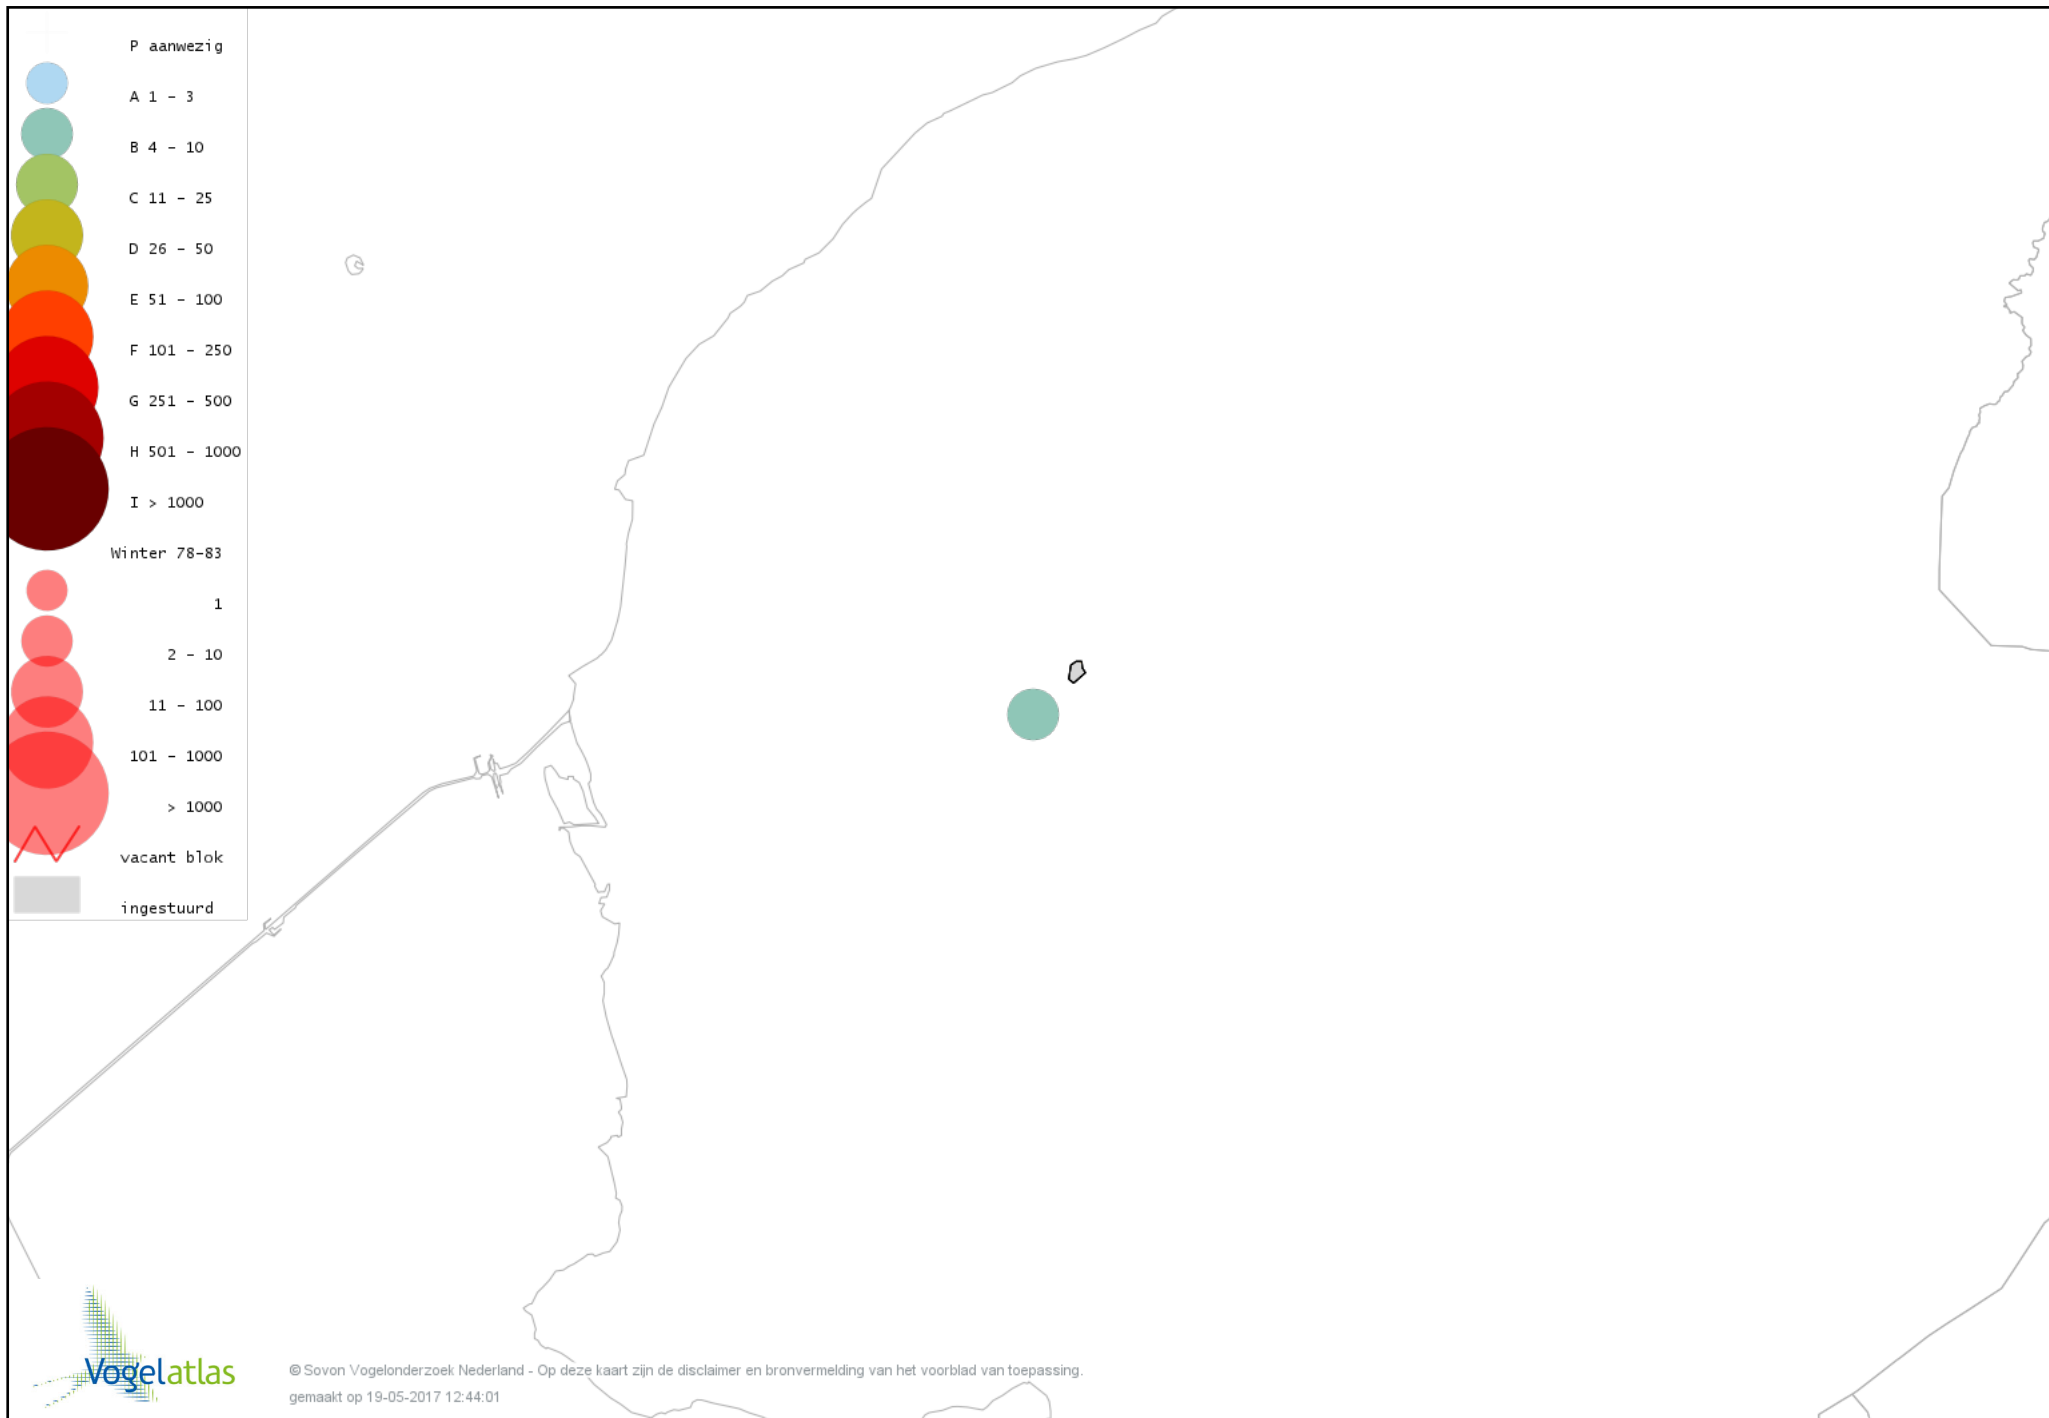 P aanwezig
A 1 - 3
B 4 - 10
C 11 - 25
D 26 - 50
E 51 - 100
F 101 - 250
G 251 - 500
H 501 - 1000
I > 1000
Winter 78-83
1
2 - 10
11 - 100
101 - 1000
> 1000
vacant blok
ingestuurd
Vogelatlas
© Sovon Vogelonderzoek Nederland - Op deze kaart zijn de disclaimer en bronvermelding van het voorblad van toepassing.
gemaakt op 19-05-2017 12:44:01